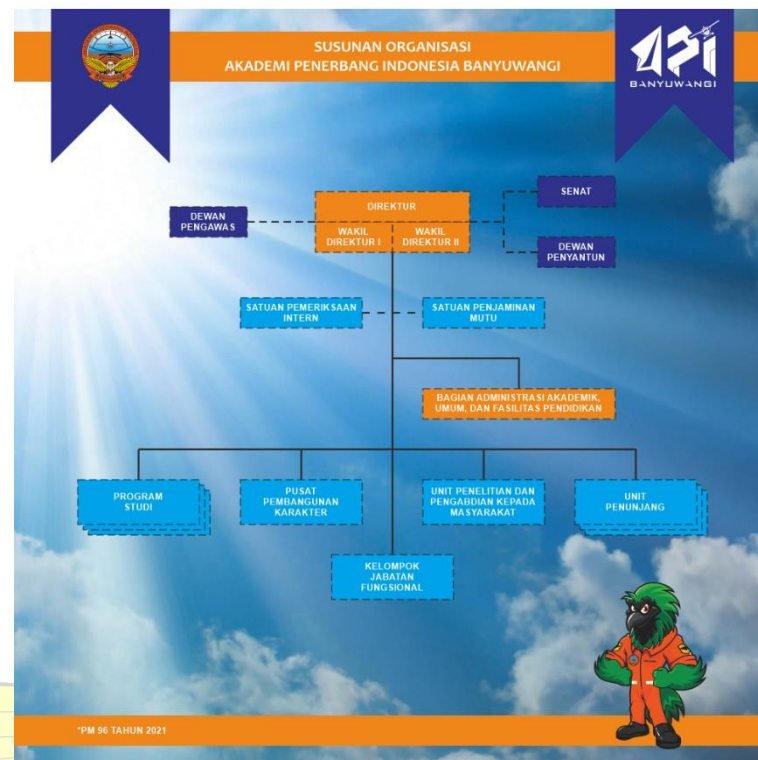 SUSUNAN ORGANISASI
AKADEMI PENERBANG INDONESIA BANYUWANGI
API
BANYUWANGI
DIREKTUR
WAKIL
DIREKTUR I
WAKIL
DIREKTUR II
DEWAN
PENGAWAS
SENAT
DEWAN
PENYANTUN
SATUAN PEMERIKSAAN
INTERN
SATUAN PENJAMINAN
MUTU
BAGIAN ADMINISTRASI AKADEMIK,
UMUM, DAN FASILITAS PENDIDIKAN
PROGRAM
STUDI
PUSAT
PEMBANGUNAN
KARAKTER
UNIT PENELITIAN DAN
PENGABDIAN KEPADA
MASYARAKAT
UNIT
PENUNJANG
KELOMPOK
JABATAN
FUNGSIONAL
*PM 96 TAHUN 2021